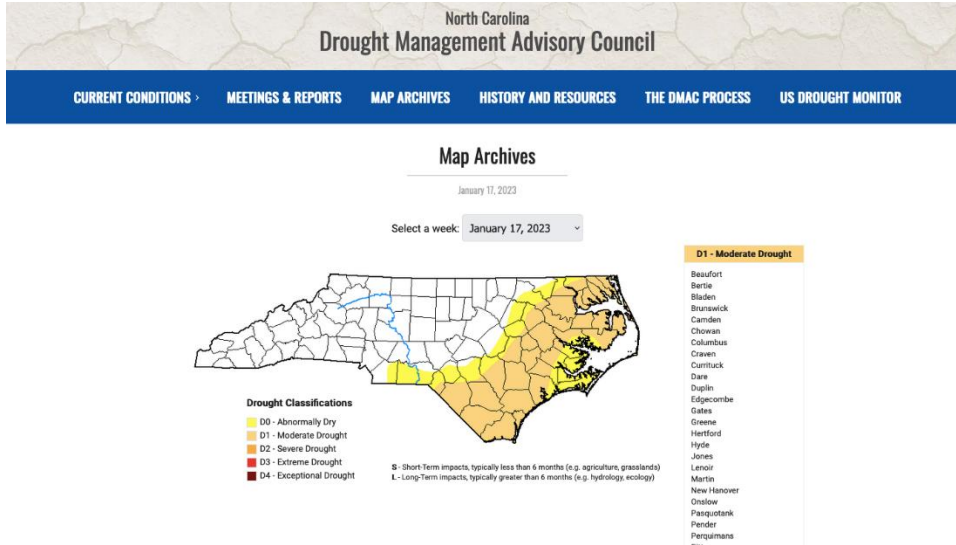 North Carolina
Drought Management Advisory Council
CURRENT CONDITIONS ›
MEETINGS & REPORTS
MAP ARCHIVES
HISTORY AND RESOURCES
THE DMAC PROCESS
US DROUGHT MONITOR
Map Archives
January 17, 2023
Select a week: January 17, 2023
D1 - Moderate Drought
Beaufort
Bertie
Bladen
Brunswick
Camden
Chowan
Columbus
Craven
Currituck
Dare
Duplin
Edgecombe
Gates
Greene
Hertford
Hyde
Jones
Lenoir
Martin
New Hanover
Onslow
Pasquotank
Pender
Perquimans
Drought Classifications
D0 - Abnormally Dry
D1 - Moderate Drought
D2 - Severe Drought
D3 - Extreme Drought
D4 - Exceptional Drought
S - Short-Term impacts, typically less than 6 months (e.g. agriculture, grasslands)
L - Long-Term impacts, typically greater than 6 months (e.g. hydrology, ecology)